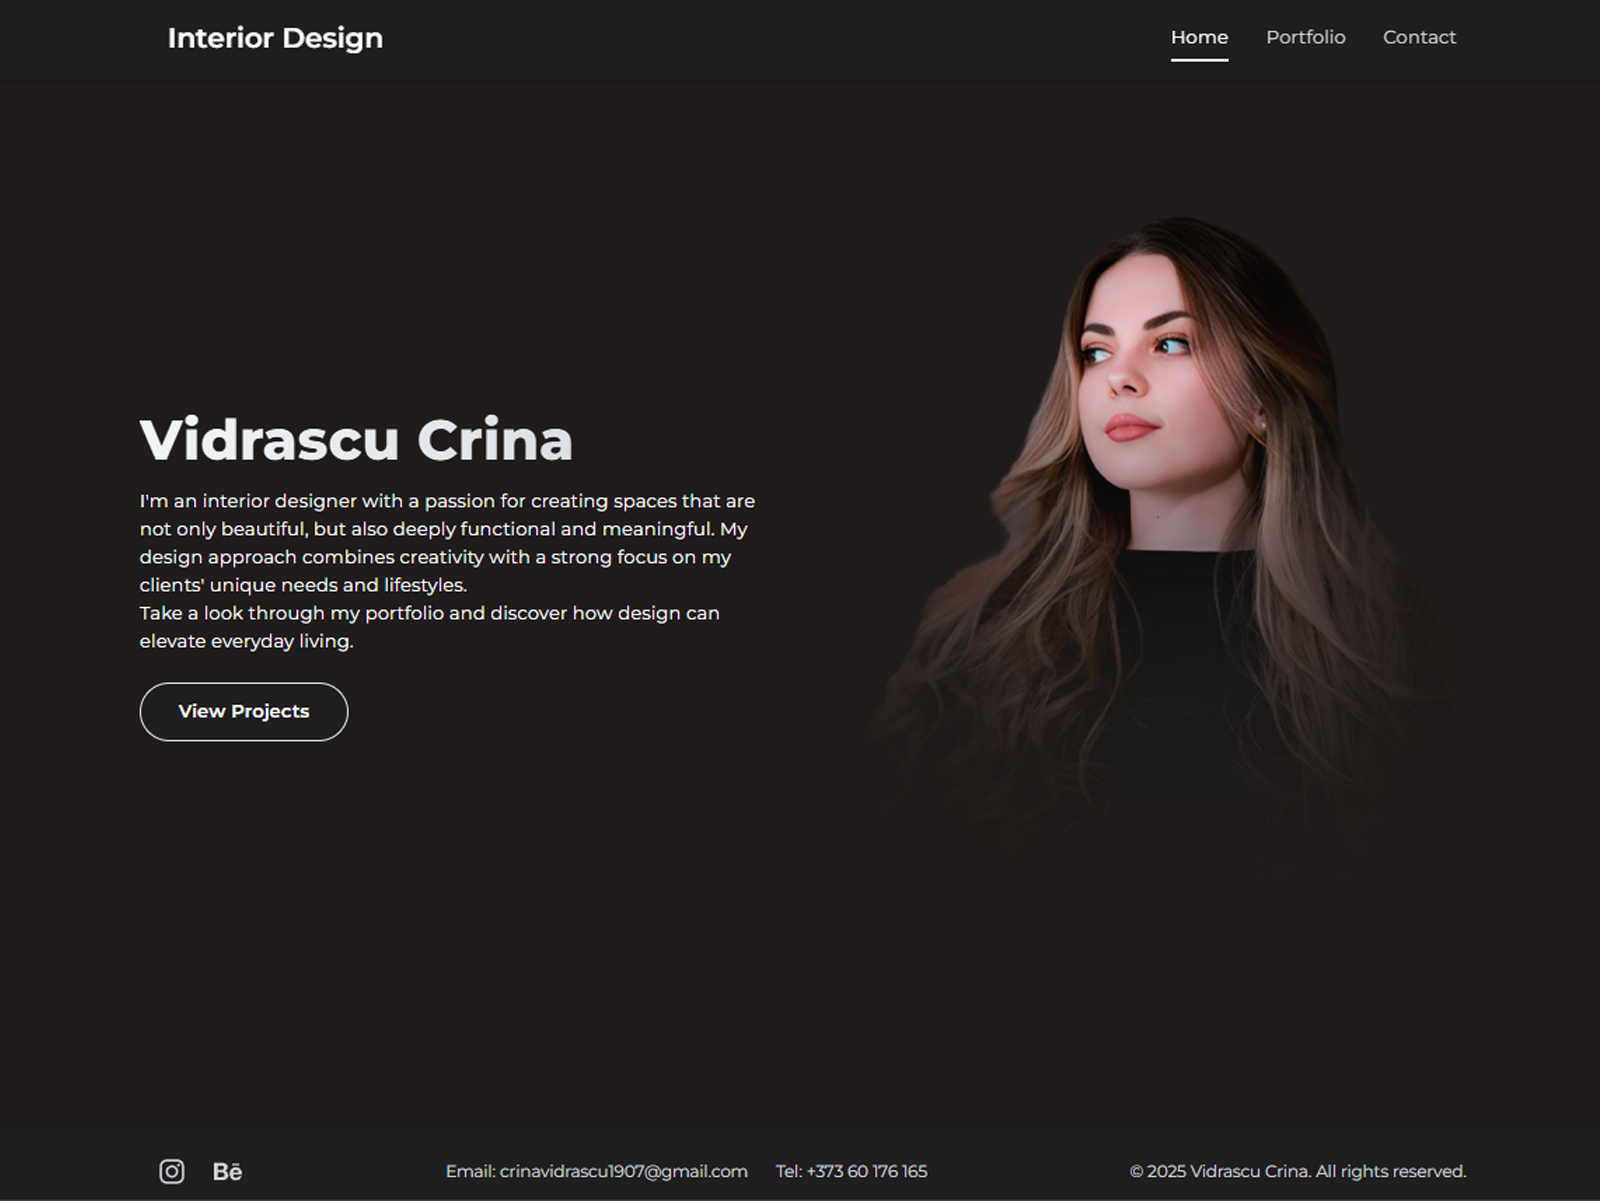 Interior Design
Home Portfolio Contact
Vidrascu Crina
I'm an interior designer with a passion for creating spaces that are
not only beautiful, but also deeply functional and meaningful. My
design approach combines creativity with a strong focus on my
clients' unique needs and lifestyles.
Take a look through my portfolio and discover how design can
elevate everyday living.
View Projects
Bē
Email: crinavidrascu1907@gmail.com Tel: +373 60 176 165
© 2025 Vidrascu Crina. All rights reserved.